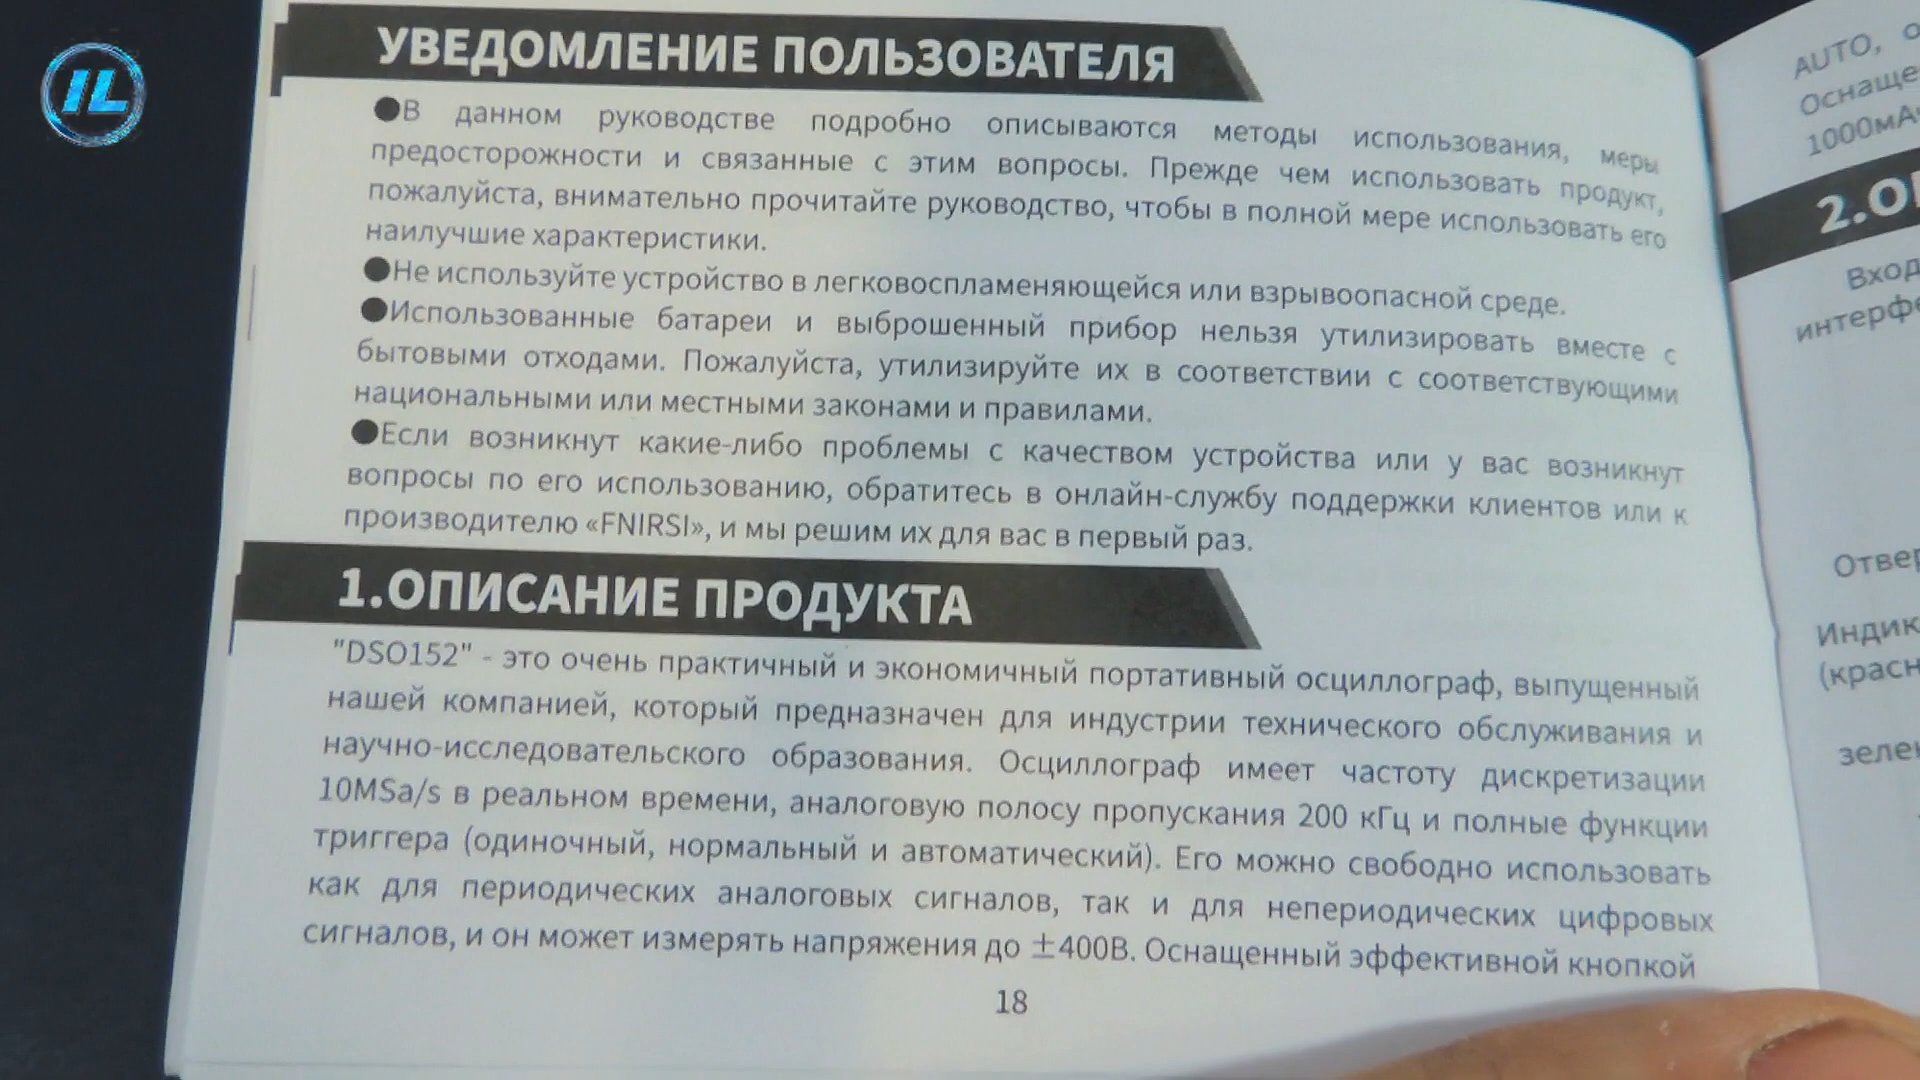 IL
УВЕДОМЛЕНИЕ ПОЛЬЗОВАТЕЛЯ
●В данном руководстве подробно описываются методы использования, меры
предосторожности и связанные с этим вопросы. Прежде чем использовать продукт,
пожалуйста, внимательно прочитайте руководство, чтобы в полной мере использовать его
наилучшие характеристики.
●Не используйте устройство в легковоспламеняющейся или взрывоопасной среде.
●Использованные батареи и выброшенный прибор нельзя утилизировать вместе с
бытовыми отходами. Пожалуйста, утилизируйте их в соответствии с соответствующими
национальными или местными законами и правилами.
●Если возникнут какие-либо проблемы с качеством устройства или у вас возникнут
вопросы по его использованию, обратитесь в онлайн-службу поддержки клиентов или к
производителю «FNIRSI», и мы решим их для вас в первый раз.
1.ОПИСАНИЕ ПРОДУКТА
"DSO152" - это очень практичный и экономичный портативный осциллограф, выпущенный
нашей компанией, который предназначен для индустрии технического обслуживания и
научно-исследовательского образования. Осциллограф имеет частоту дискретизации
10MSa/s в реальном времени, аналоговую полосу пропускания 200 кГц и полные функции
триггера (одиночный, нормальный и автоматический). Его можно свободно использовать
как для периодических аналоговых сигналов, так и для непериодических цифровых
сигналов, и он может измерять напряжения до ±400В. Оснащенный эффективной кнопкой
18
AUTO,
1000мА
2.О